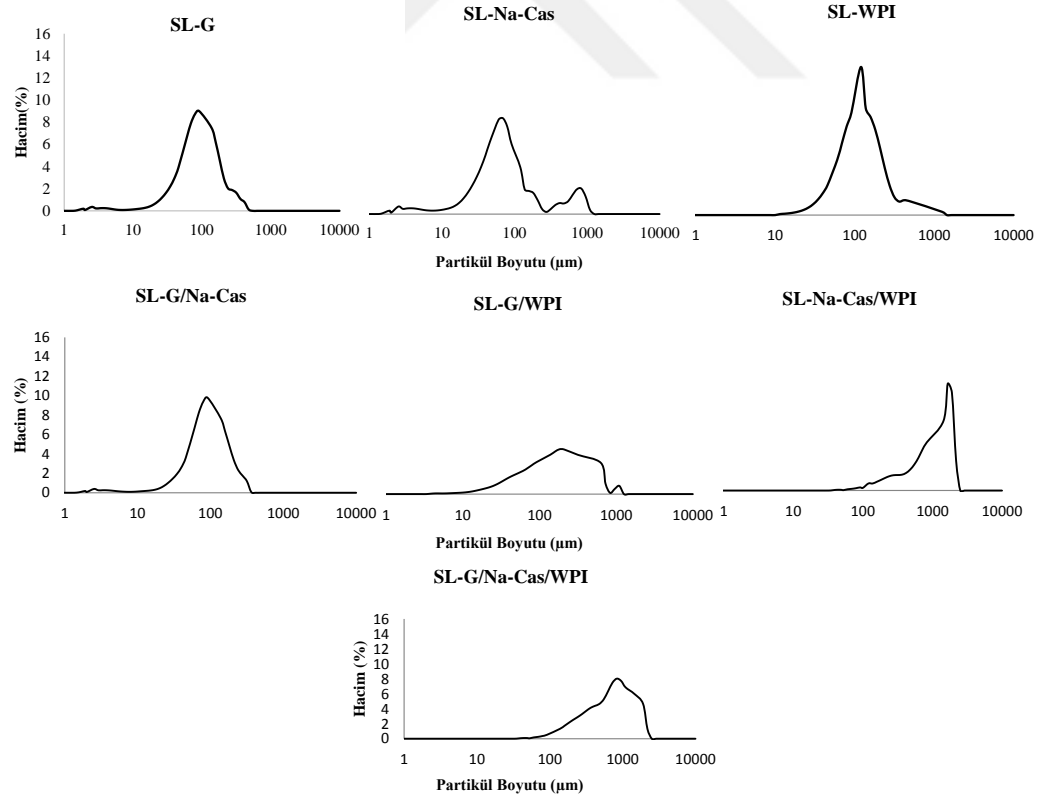 SL-G
SL-Na-Cas
SL-WPI
Hacim(%)
16
14
12
10
8
6
4
2
0
1 10 100 1000 10000
1 10 100 1000 10000
1 10 100 1000 10000
Partikül Boyutu (µm)
SL-G/Na-Cas
SL-G/WPI
SL-Na-Cas/WPI
Hacim (%)
16
14
12
10
8
6
4
2
0
1 10 100 1000 10000
1 10 100 1000 10000
1 10 100 1000 10000
Partikül Boyutu (µm)
SL-G/Na-Cas/WPI
Hacim (%)
16
14
12
10
8
6
4
2
0
1 10 100 1000 10000
Partikül Boyutu (µm)